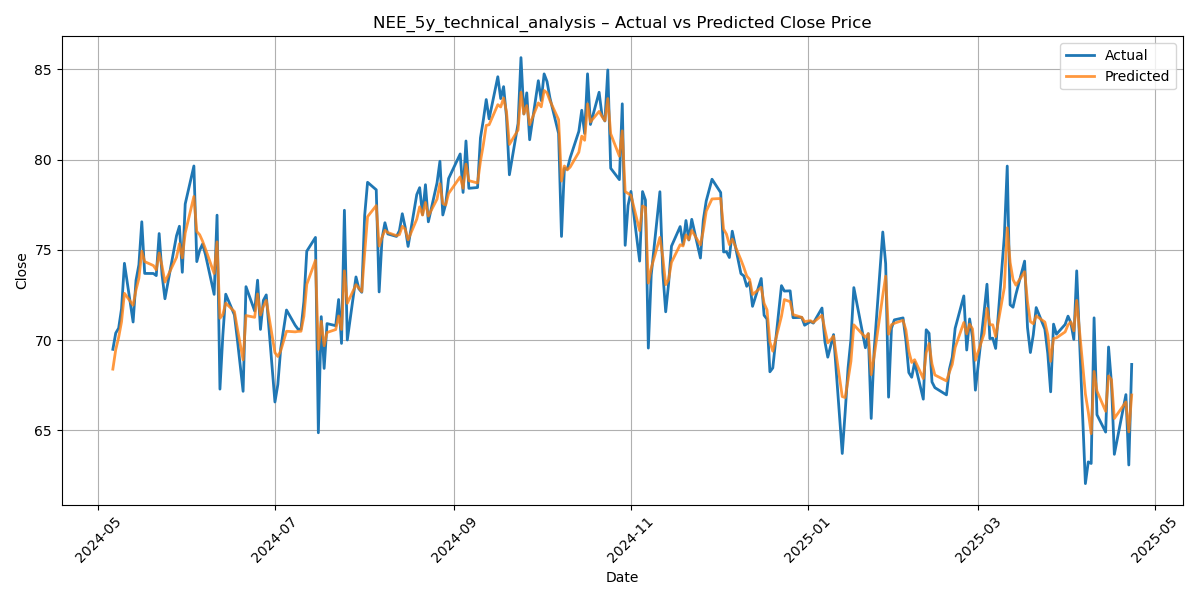 NEE_5y_technical_analysis – Actual vs Predicted Close Price
Actual
Predicted
Close
85
80
75
70
65
2024-05
2024-07
2024-09
2024-11
2025-01
2025-03
2025-05
Date